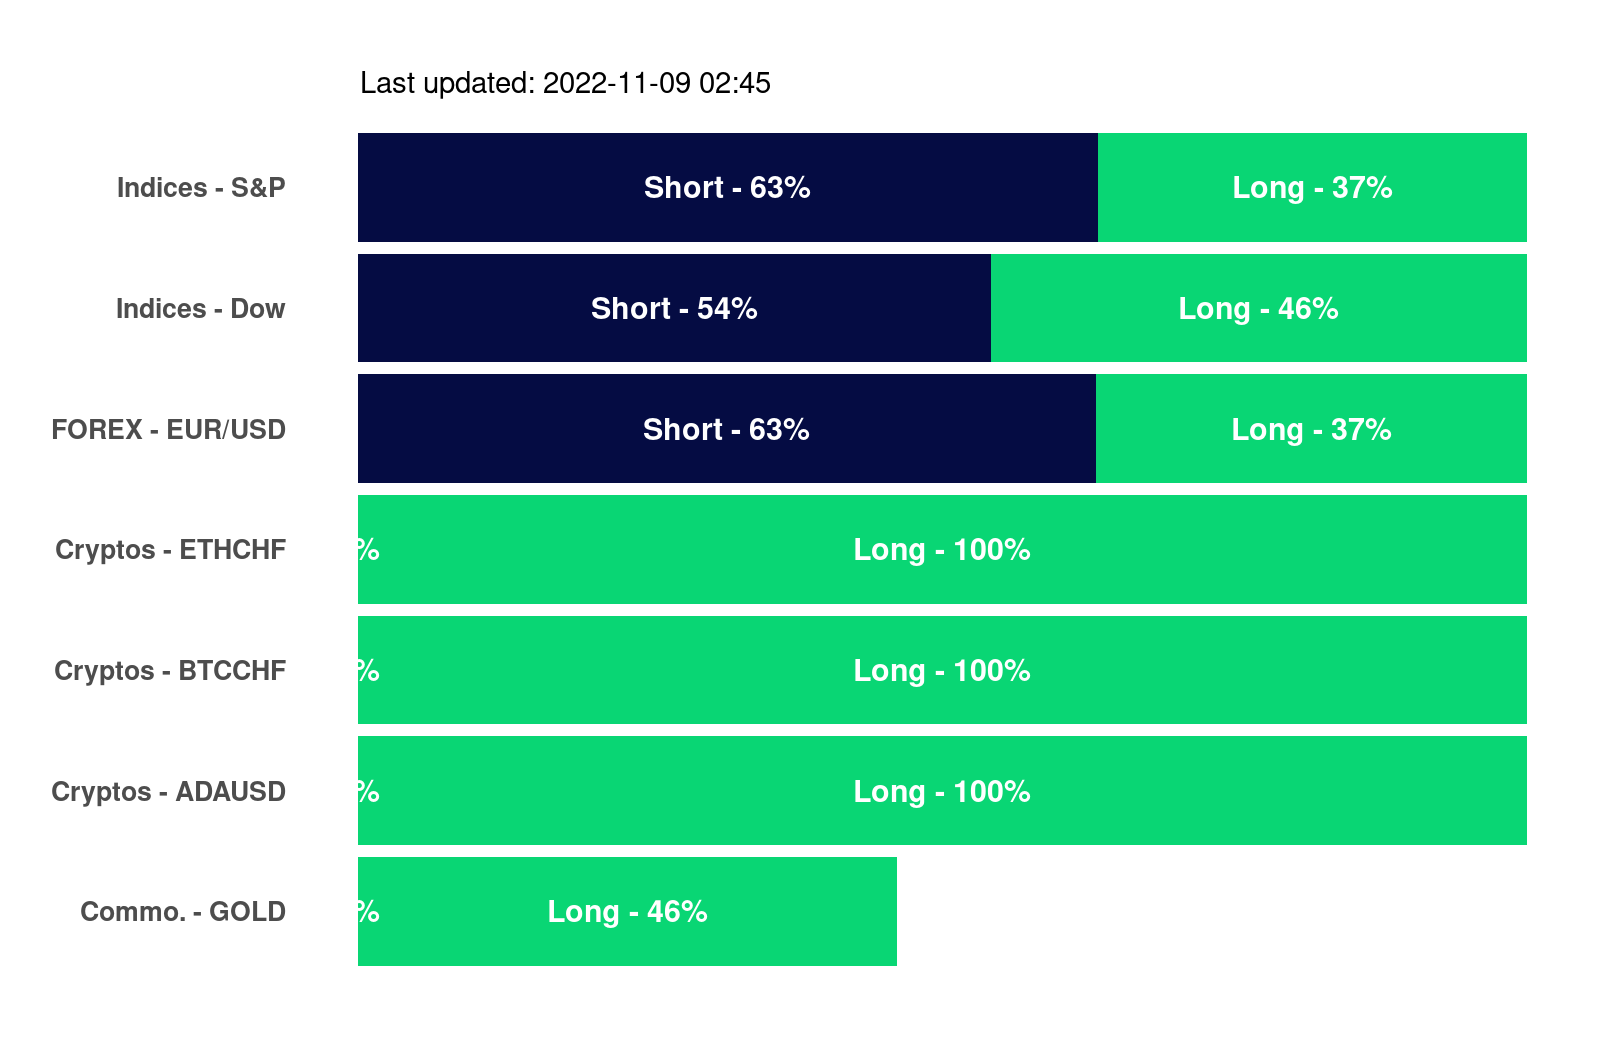 Last updated: 2022-11-09 02:45
Indices - S&P Short - 63% Long - 37%
Indices - Dow Short - 54% Long - 46%
FOREX - EUR/USD Short - 63% Long - 37%
Cryptos - ETHCHF % Long - 100%
Cryptos - BTCCHF % Long - 100%
Cryptos - ADAUSD % Long - 100%
Commo. - GOLD % Long - 46%